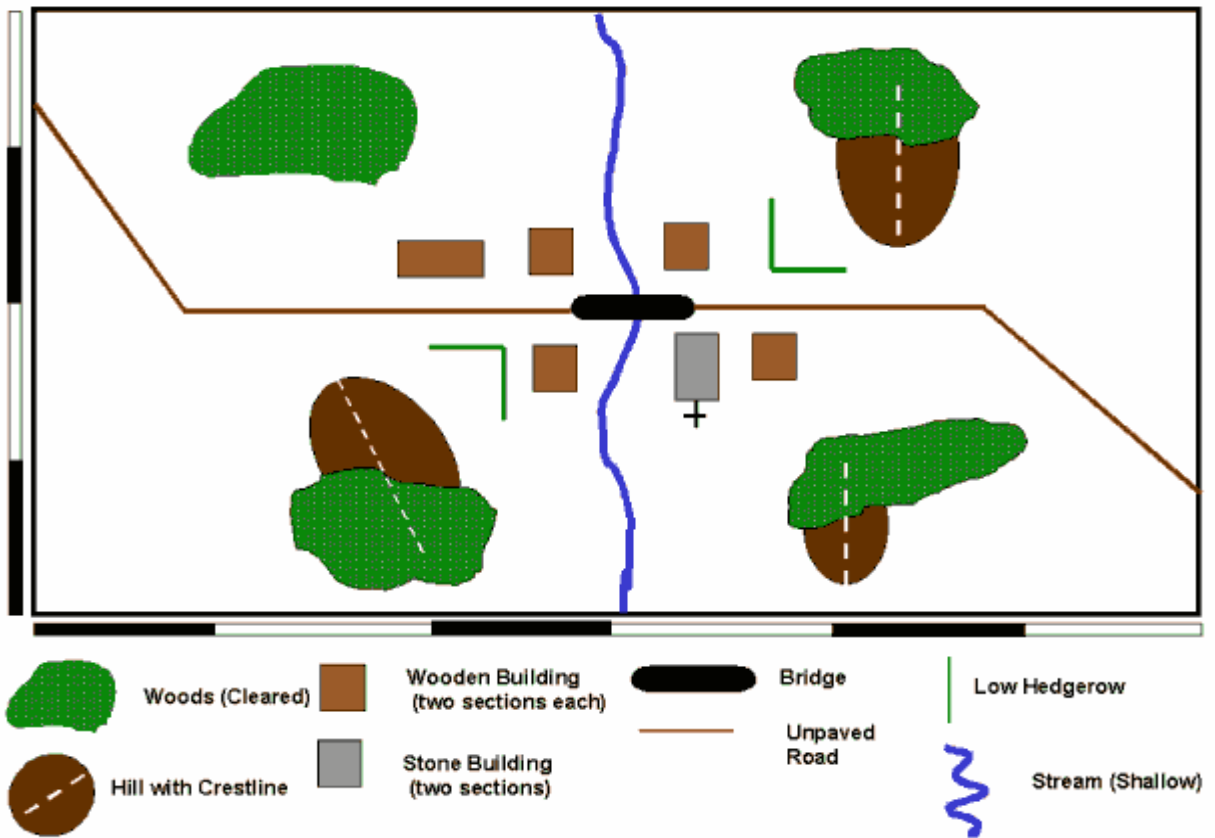 Woods (Cleared)
Wooden Building
(two sections each)
Bridge
Low Hedgerow
Unpaved
Road
Hill with Crestline
Stone Building
(two sections)
Stream (Shallow)